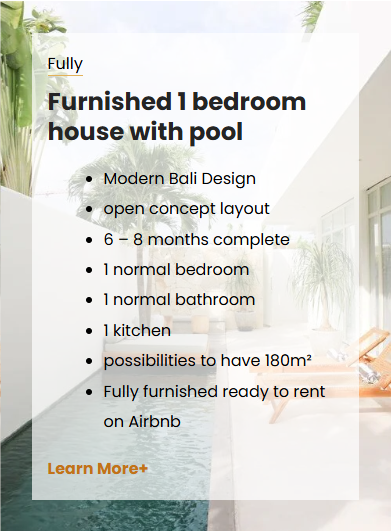 Fully
Furnished 1 bedroom
house with pool
Modern Bali Design
open concept layout
6 – 8 months complete
1 normal bedroom
1 normal bathroom
1 kitchen
possibilities to have 180m²
Fully furnished ready to rent
on Airbnb
Learn More+